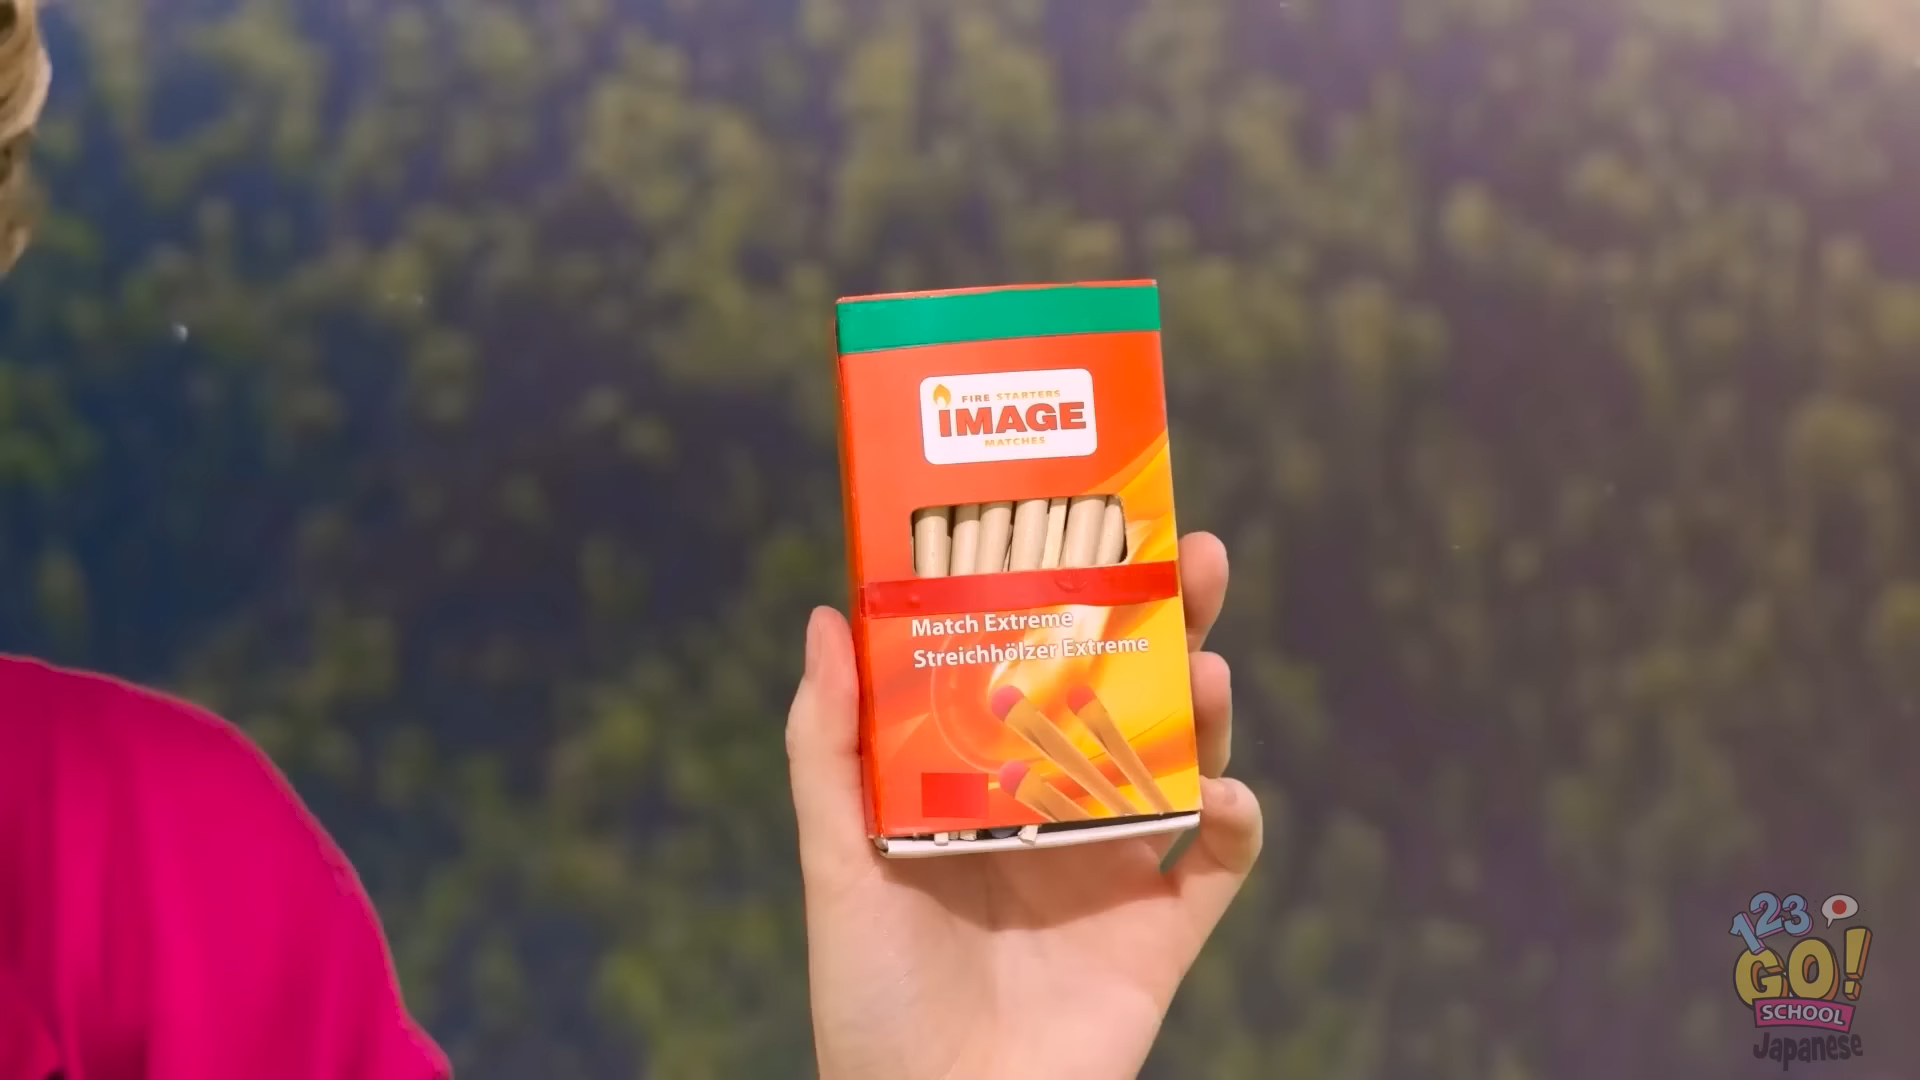 FIRE STARTERS
IMAGE
MATCHES
Match Extreme
Streichhölzer Extreme
123
GO!
SCHOOL
Japanese